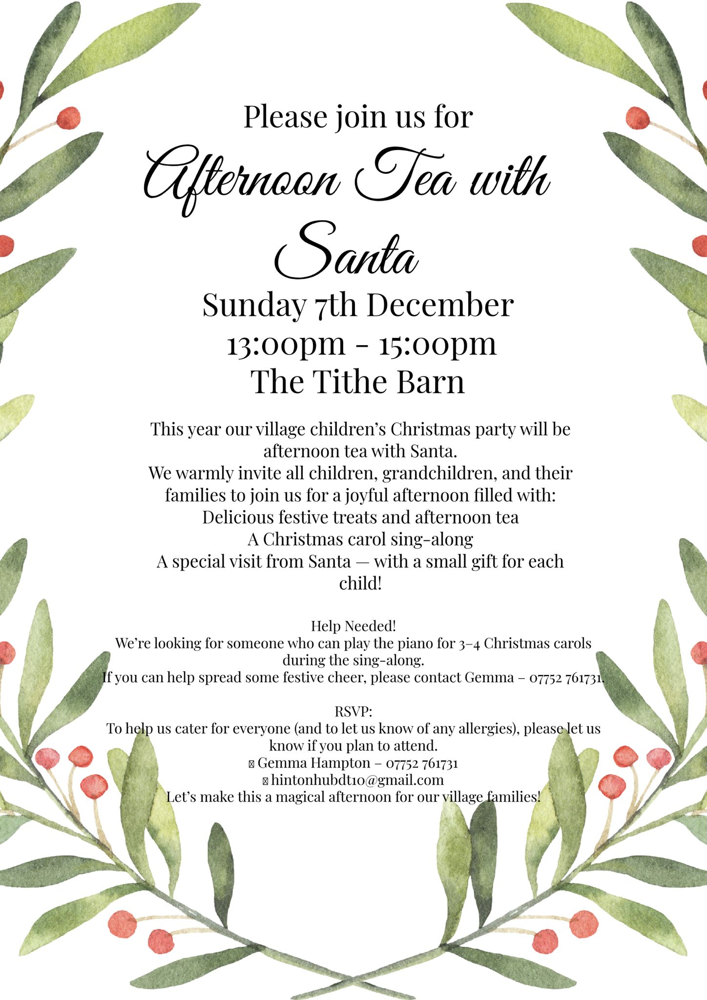 Please join us for
Afternoon Tea with
Santa
Sunday 7th December
13:00pm - 15:00pm
The Tithe Barn
This year our village children’s Christmas party will be
afternoon tea with Santa.
We warmly invite all children, grandchildren, and their
families to join us for a joyful afternoon filled with:
Delicious festive treats and afternoon tea
A Christmas carol sing-along
A special visit from Santa — with a small gift for each
child!
Help Needed!
We’re looking for someone who can play the piano for 3–4 Christmas carols
during the sing-along.
If you can help spread some festive cheer, please contact Gemma – 07752 761731.
RSVP:
To help us cater for everyone (and to let us know of any allergies), please let us
know if you plan to attend.
Gemma Hampton – 07752 761731
hintonhubdt10@gmail.com
Let’s make this a magical afternoon for our village families!